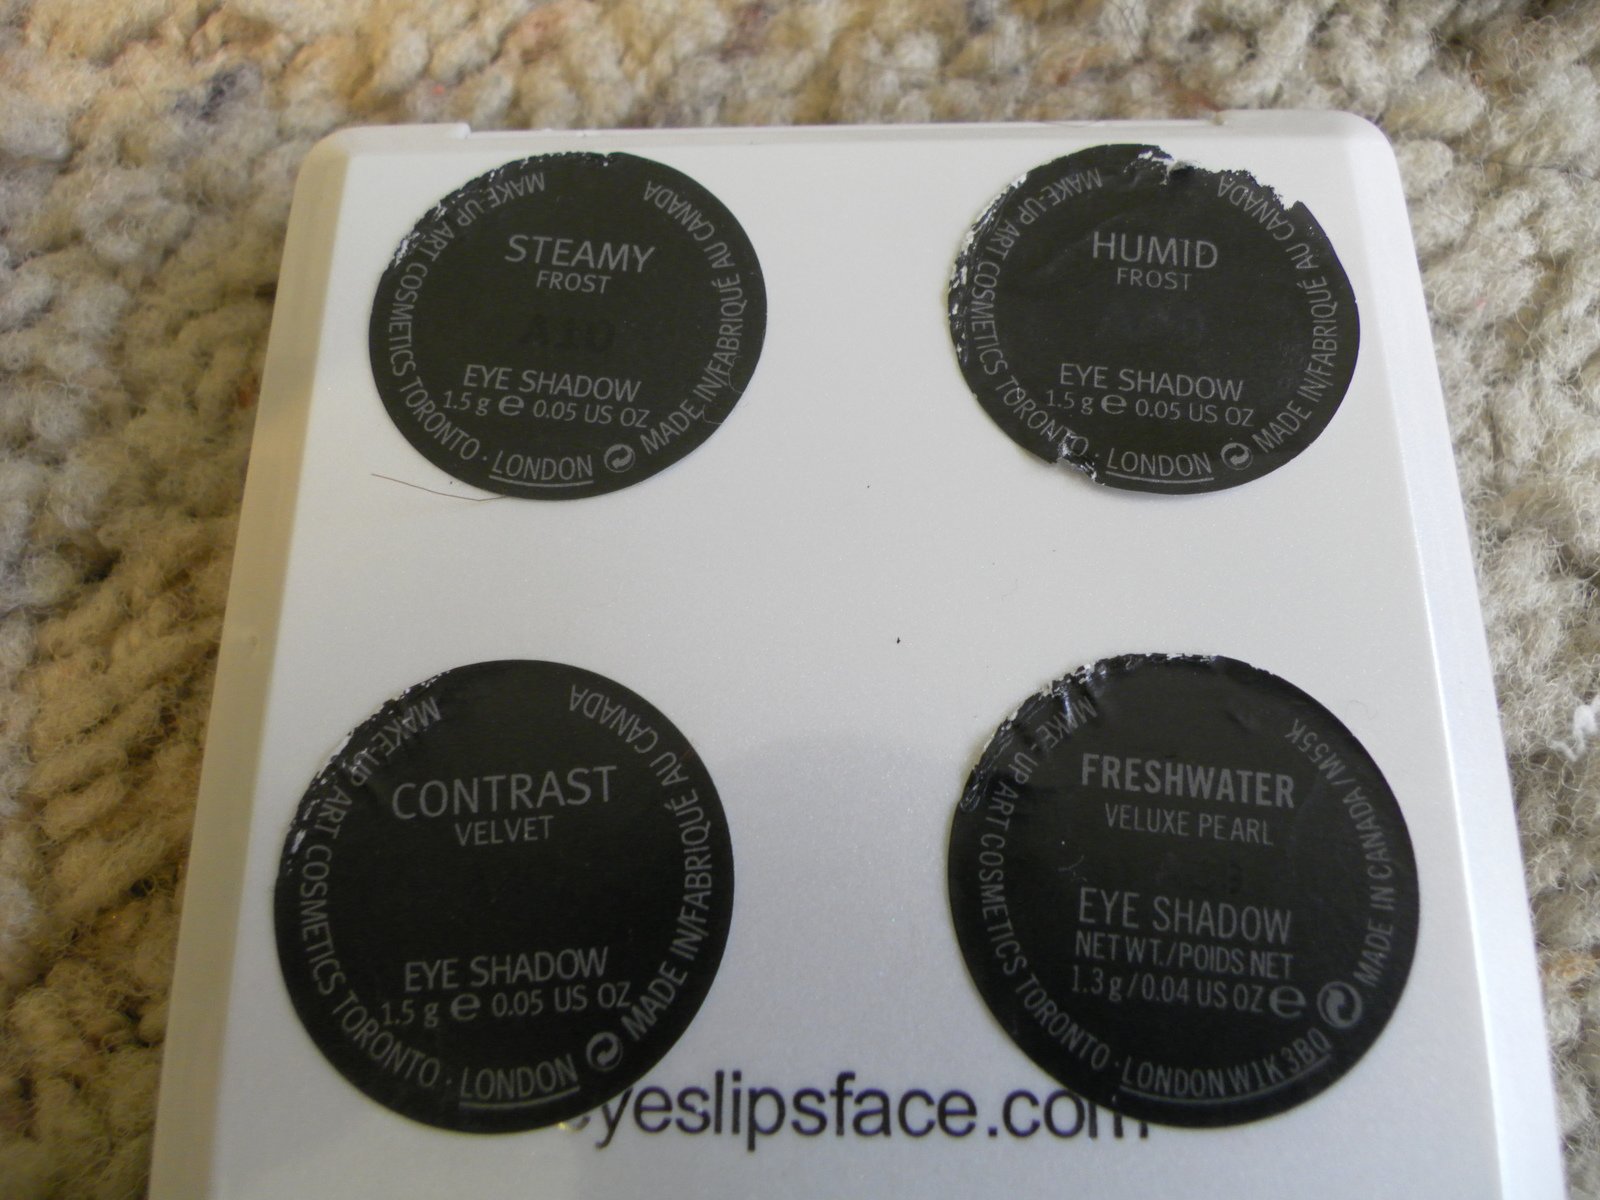 STEAMY
FROST
EYE SHADOW
1.5 g e 0.05 US OZ
MAKE-UP ART COSMETICS TORONTO · LONDON MADE IN/FABRIQUÉ AU CANADA
HUMID
FROST
EYE SHADOW
1.5 g e 0.05 US OZ
MAKE-UP ART COSMETICS TORONTO · LONDON MADE IN/FABRIQUÉ AU CANADA
CONTRAST
VELVET
EYE SHADOW
1.5 g e 0.05 US OZ
MAKE-UP ART COSMETICS TORONTO · LONDON MADE IN/FABRIQUÉ AU CANADA
FRESHWATER
VELUXE PEARL
EYE SHADOW
NET WT./POIDS NET
1.3 g/0.04 US OZ e
MAKE-UP ART COSMETICS TORONTO · LONDON W1K 3BQ MADE IN CANADA/M55K
eyeslipsface.com